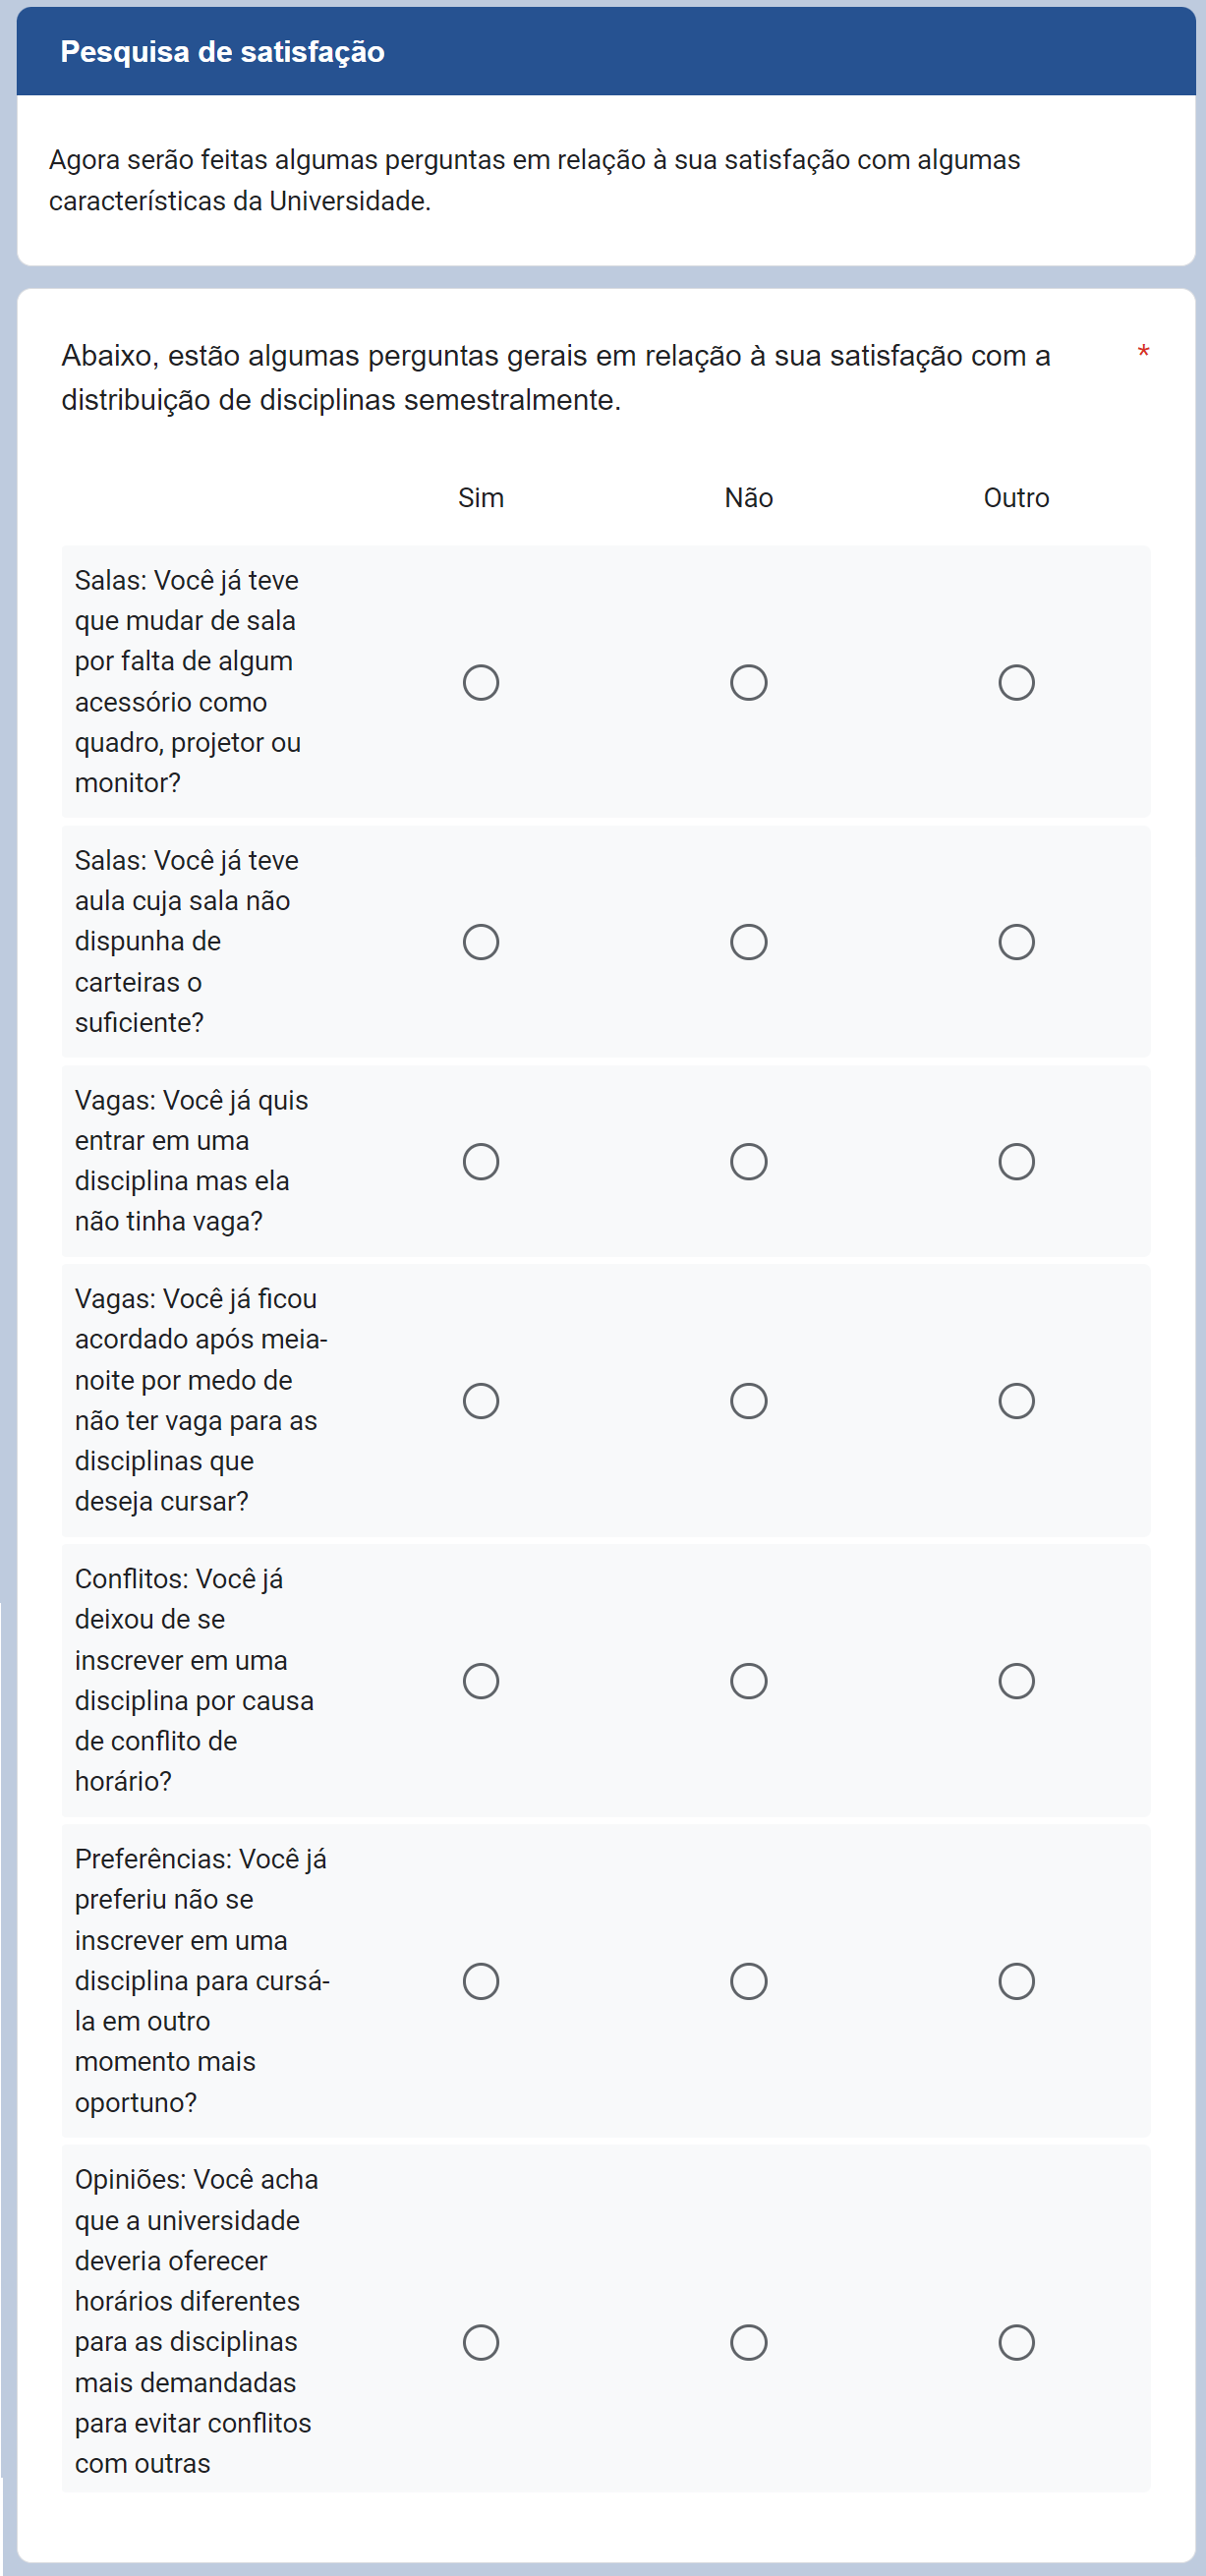 Pesquisa de satisfação
Agora serão feitas algumas perguntas em relação à sua satisfação com algumas
características da Universidade.
Abaixo, estão algumas perguntas gerais em relação à sua satisfação com a *
distribuição de disciplinas semestralmente.
Sim Não Outro
Salas: Você já teve
que mudar de sala
por falta de algum
acessório como
quadro, projetor ou
monitor?
Salas: Você já teve
aula cuja sala não
dispunha de
carteiras o
suficiente?
Vagas: Você já quis
entrar em uma
disciplina mas ela
não tinha vaga?
Vagas: Você já ficou
acordado após meia-
noite por medo de
não ter vaga para as
disciplinas que
deseja cursar?
Conflitos: Você já
deixou de se
inscrever em uma
disciplina por causa
de conflito de
horário?
Preferências: Você já
preferiu não se
inscrever em uma
disciplina para cursá-
la em outro
momento mais
oportuno?
Opiniões: Você acha
que a universidade
deveria oferecer
horários diferentes
para as disciplinas
mais demandadas
para evitar conflitos
com outras